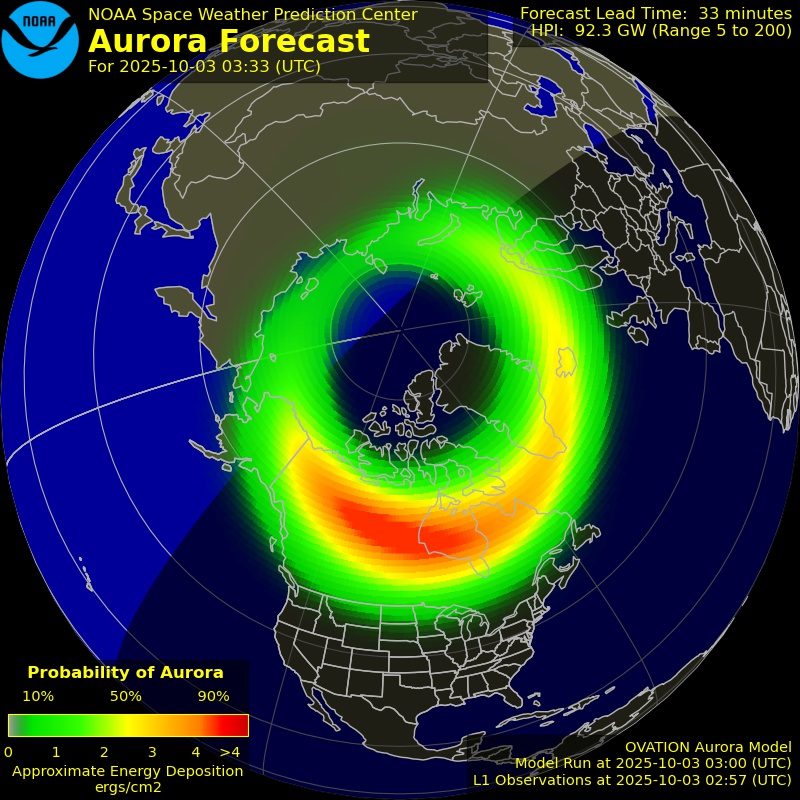 NOAA
NOAA Space Weather Prediction Center
Aurora Forecast
For 2025-10-03 03:33 (UTC)
Forecast Lead Time: 33 minutes
HPI: 92.3 GW (Range 5 to 200)
Probability of Aurora
10% 50% 90%
0 1 2 3 4 >4
Approximate Energy Deposition
ergs/cm2
OVATION Aurora Model
Model Run at 2025-10-03 03:00 (UTC)
L1 Observations at 2025-10-03 02:57 (UTC)